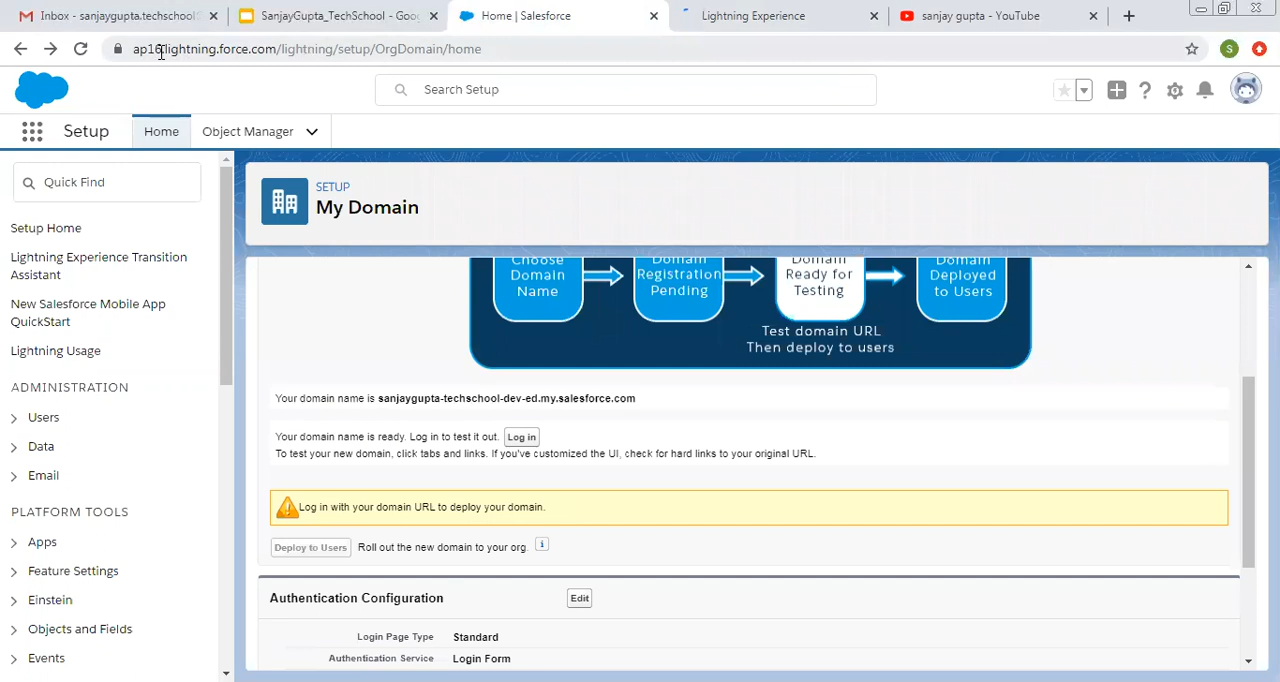 Inbox - sanjaygupta.techschool
SanjayGupta_TechSchool - Goo
Home | Salesforce
Lightning Experience
sanjay gupta - YouTube
lightning.force.com/lightning/setup/OrgDomain/home
S
Search Setup
Setup
Home
Object Manager
Quick Find
Setup Home
Lightning Experience Transition
Assistant
New Salesforce Mobile App
QuickStart
Lightning Usage
ADMINISTRATION
Users
Data
Email
PLATFORM TOOLS
Apps
Feature Settings
Einstein
Objects and Fields
Events
SETUP
My Domain
Choose
Domain
Name
Domain
Registration
Pending
Domain
Ready for
Testing
Domain
Deployed
to Users
Test domain URL
Then deploy to users
Your domain name is sanjaygupta-techschool-dev-ed.my.salesforce.com
Your domain name is ready. Log in to test it out. Log in
To test your new domain, click tabs and links. If you've customized the UI, check for hard links to your original URL.
Log in with your domain URL to deploy your domain.
Deploy to Users Roll out the new domain to your org. i
Authentication Configuration Edit
Login Page Type Standard
Authentication Service Login Form